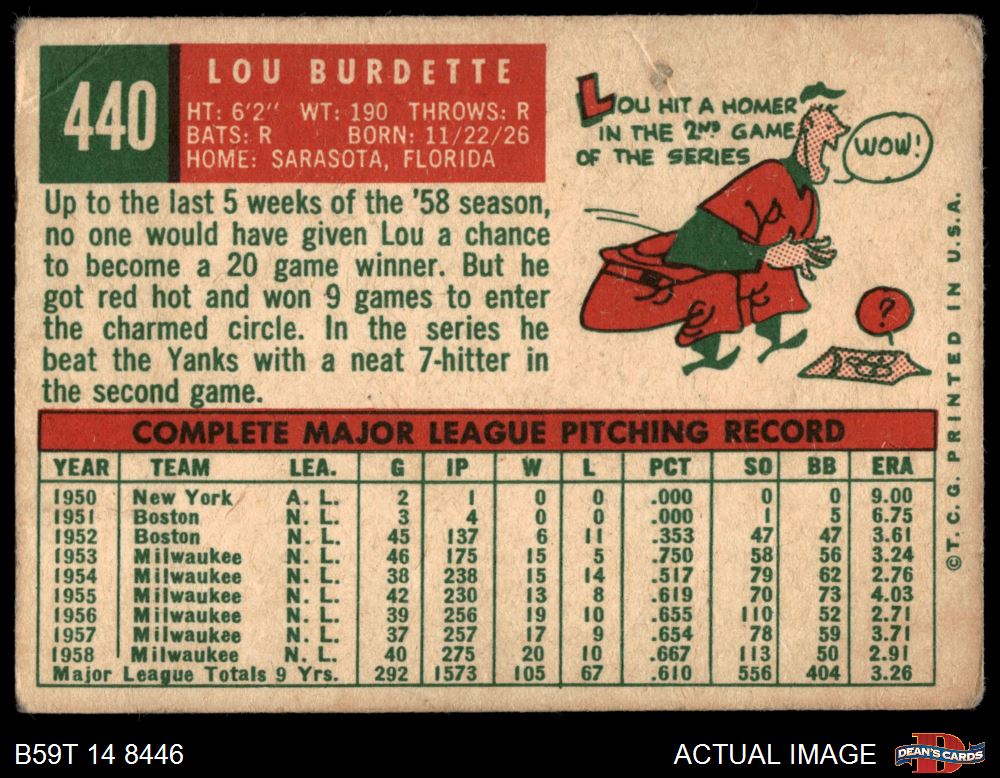 440
LOU BURDETTE
HT: 6'2" WT: 190 THROWS: R
BATS: R BORN: 11/22/26
HOME: SARASOTA, FLORIDA
LOU HIT A HOMER
IN THE 2ND GAME
OF THE SERIES
WOW!
?
Up to the last 5 weeks of the '58 season,
no one would have given Lou a chance
to become a 20 game winner. But he
got red hot and won 9 games to enter
the charmed circle. In the series he
beat the Yanks with a neat 7-hitter in
the second game.
COMPLETE MAJOR LEAGUE PITCHING RECORD
YEAR TEAM LEA. G IP W L PCT SO BB ERA
1950 New York A. L. 2 1 0 0 .000 0 0 9.00
1951 Boston N. L. 3 4 0 0 .000 1 5 6.75
1952 Boston N. L. 45 137 6 11 .353 47 47 3.61
1953 Milwaukee N. L. 46 175 15 5 .750 58 56 3.24
1954 Milwaukee N. L. 38 238 15 14 .517 79 62 2.76
1955 Milwaukee N. L. 42 230 13 8 .619 70 73 4.03
1956 Milwaukee N. L. 39 256 19 10 .655 110 52 2.71
1957 Milwaukee N. L. 37 257 17 9 .654 78 59 3.71
1958 Milwaukee N. L. 40 275 20 10 .667 113 50 2.91
Major League Totals 9 Yrs. 292 1573 105 67 .610 556 404 3.26
© T. C. G. PRINTED IN U.S.A.
B59T 14 8446
ACTUAL IMAGE
DEAN'S CARDS